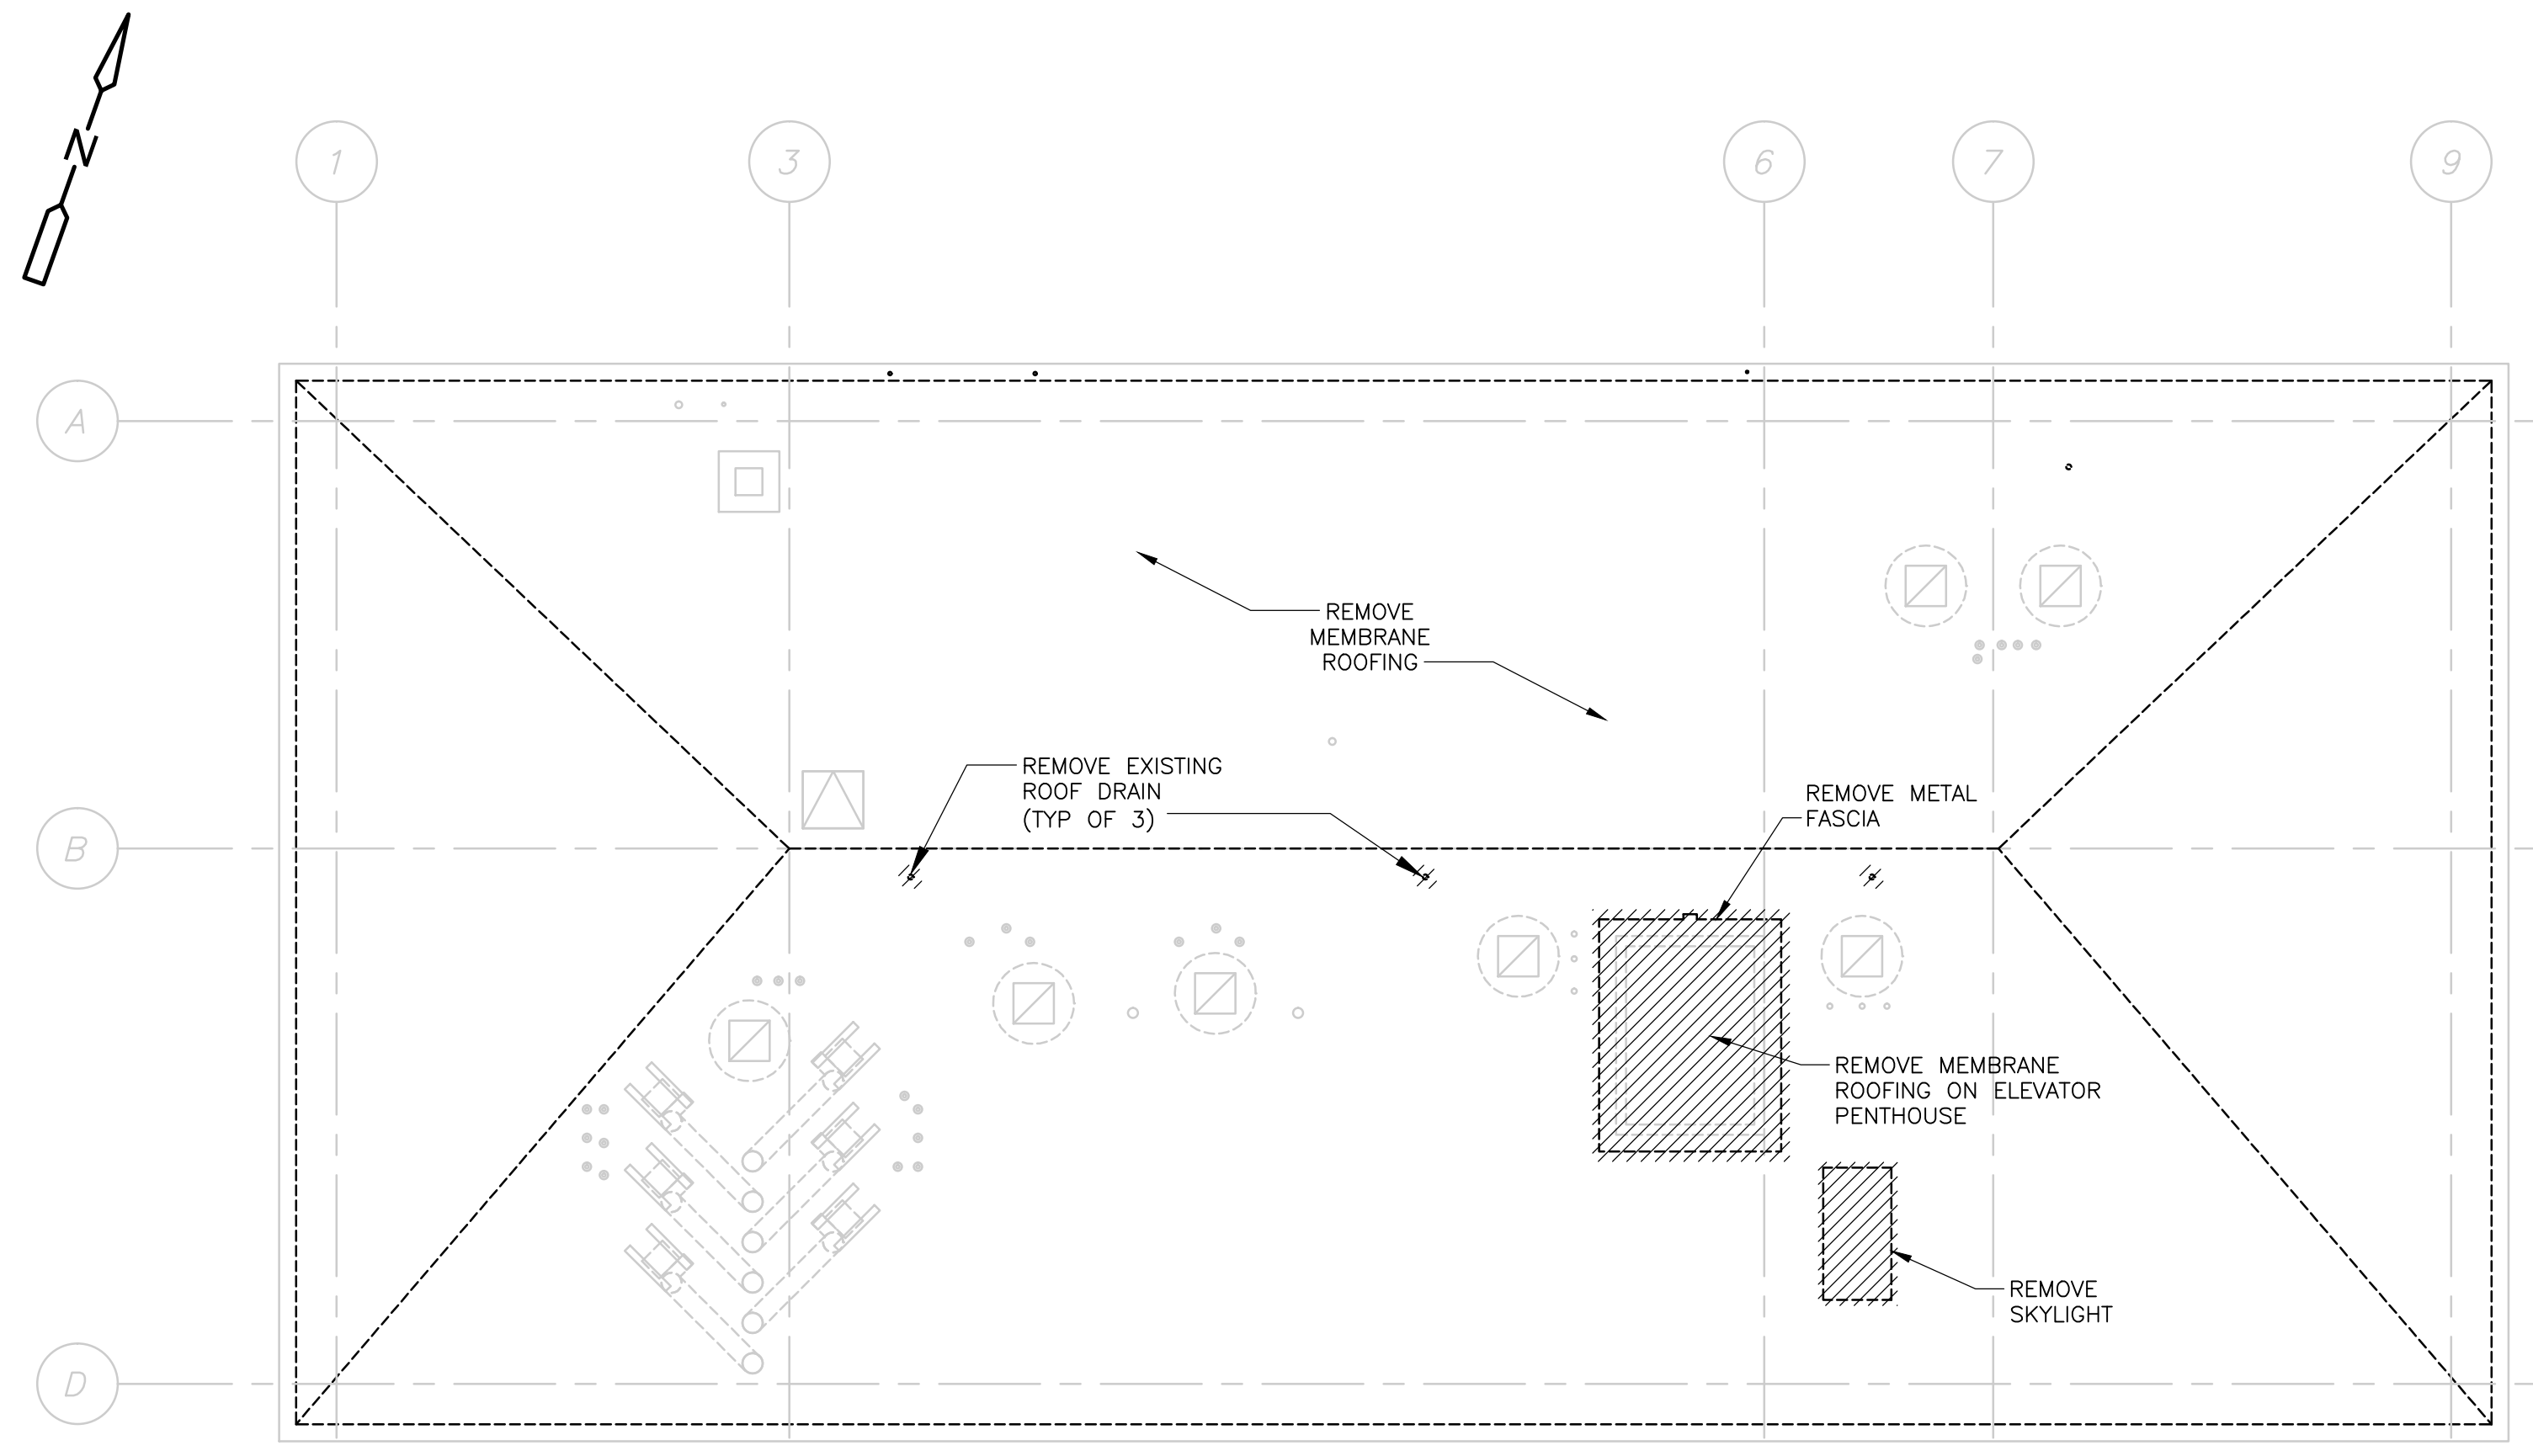 N
1
3
6
7
9
A
REMOVE
MEMBRANE
ROOFING
REMOVE EXISTING
ROOF DRAIN
(TYP OF 3)
REMOVE METAL
FASCIA
B
REMOVE MEMBRANE
ROOFING ON ELEVATOR
PENTHOUSE
REMOVE
SKYLIGHT
D